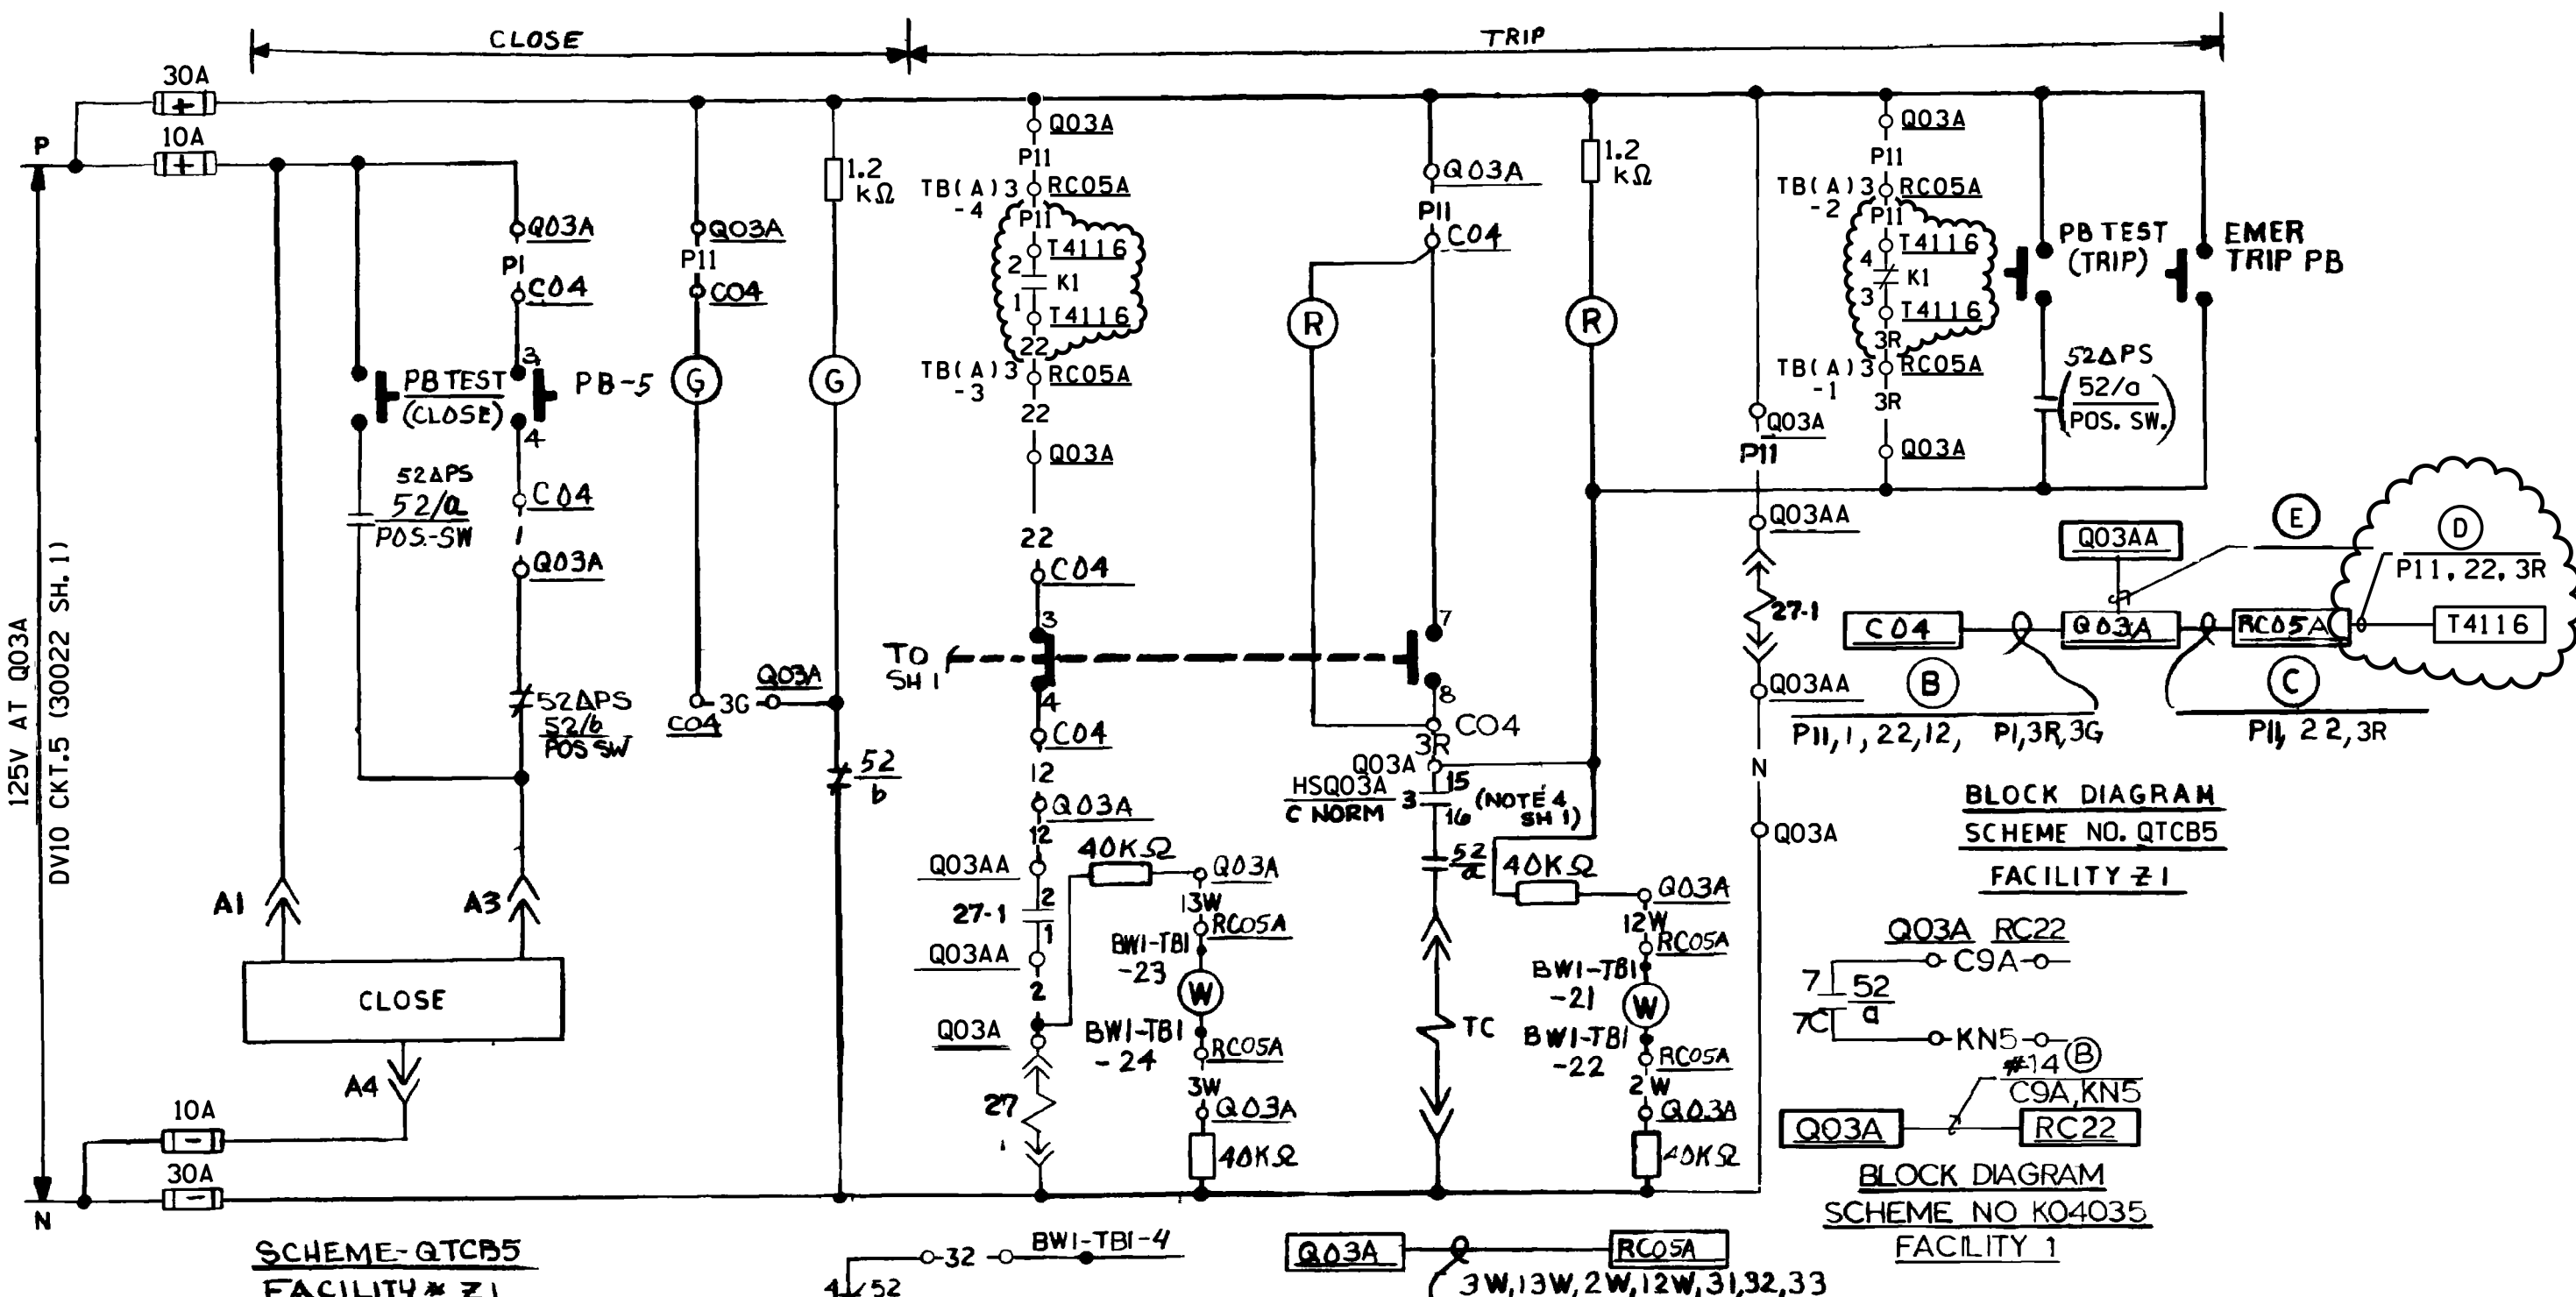 CLOSE
TRIP
30A
+
P
10A
+
125V AT Q03A
DV10 CKT.5 (30022 SH. 1)
Q03A
P1
C04
PB TEST
(CLOSE)
3
4
PB-5
52ΔPS
52/a
POS.-SW
C04
1
Q03A
52ΔPS
52/b
POS SW
A1
A3
CLOSE
A4
10A
-
30A
-
N
Q03A
P11
C04
G
C04
3G
Q03A
1.2
kΩ
G
52
b
Q03A
P11
TB(A)3
-4
RC05A
P11
T4116
2
K1
1
T4116
22
TB(A)3
-3
RC05A
22
Q03A
22
C04
3
TO
SH 1
4
C04
12
Q03A
12
Q03AA
2
27-1
1
Q03AA
2
Q03A
27
40KΩ
Q03A
13W
RC05A
BW1-TB1
-23
W
BW1-TB1
-24
RC05A
3W
Q03A
40KΩ
Q03A
P11
C04
R
7
8
C04
3R
Q03A
HSQ03A
C NORM
3
15
16
(NOTE 4
SH 1)
52
a
TC
1.2
kΩ
R
40KΩ
Q03A
12W
RC05A
BW1-TB1
-21
W
BW1-TB1
-22
RC05A
2W
Q03A
40KΩ
Q03A
P11
Q03AA
27-1
Q03AA
N
Q03A
Q03A
P11
TB(A)3
-2
RC05A
P11
T4116
4
K1
3
T4116
3R
TB(A)3
-1
RC05A
3R
Q03A
PB TEST
(TRIP)
52ΔPS
(52/a
POS. SW.)
EMER
TRIP PB
Q03AA
E
D
P11, 22, 3R
C04
Q03A
RC05A
T4116
B
P11,1,22,12, P1,3R,3G
C
P11, 22,3R
BLOCK DIAGRAM
SCHEME NO. QTCB5
FACILITY Z1
Q03A RC22
C9A
7
52
a
7C
KN5
#14 B
C9A,KN5
Q03A
RC22
BLOCK DIAGRAM
SCHEME NO K04035
FACILITY 1
SCHEME-QTCB5
FACILITY * Z1
32
BW1-TB1-4
4
52
Q03A
RC05A
3W,13W,2W,12W,31,32,33